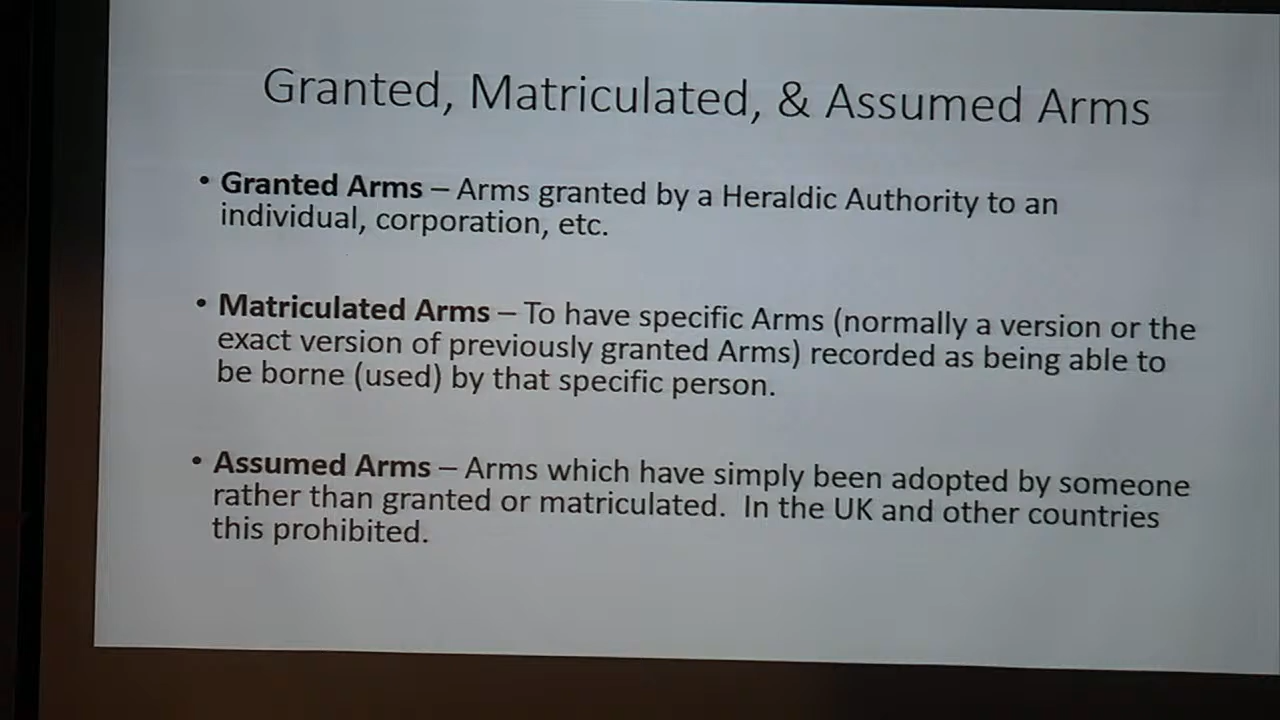 Granted, Matriculated, & Assumed Arms
• Granted Arms – Arms granted by a Heraldic Authority to an
individual, corporation, etc.
• Matriculated Arms – To have specific Arms (normally a version or the
exact version of previously granted Arms) recorded as being able to
be borne (used) by that specific person.
• Assumed Arms – Arms which have simply been adopted by someone
rather than granted or matriculated.  In the UK and other countries
this prohibited.